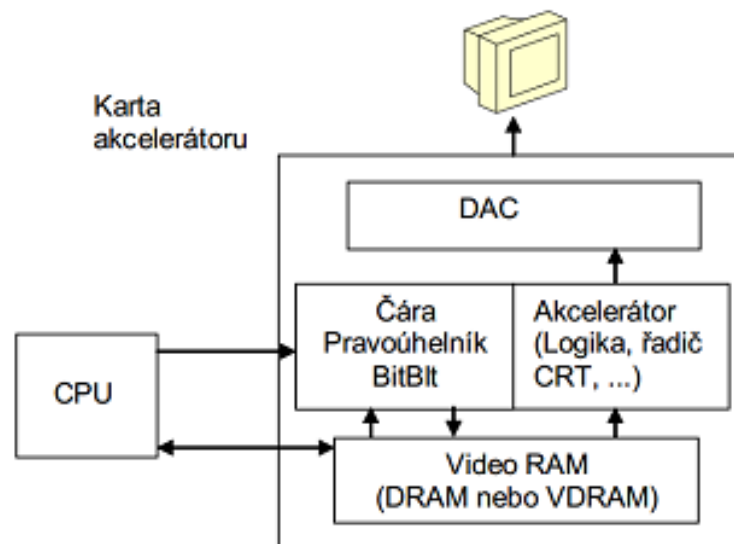 Karta
akcelerátoru
DAC
Čára
Pravoúhelník
BitBlt
Akcelerátor
(Logika, řadič
CRT, ...)
CPU
Video RAM
(DRAM nebo VDRAM)